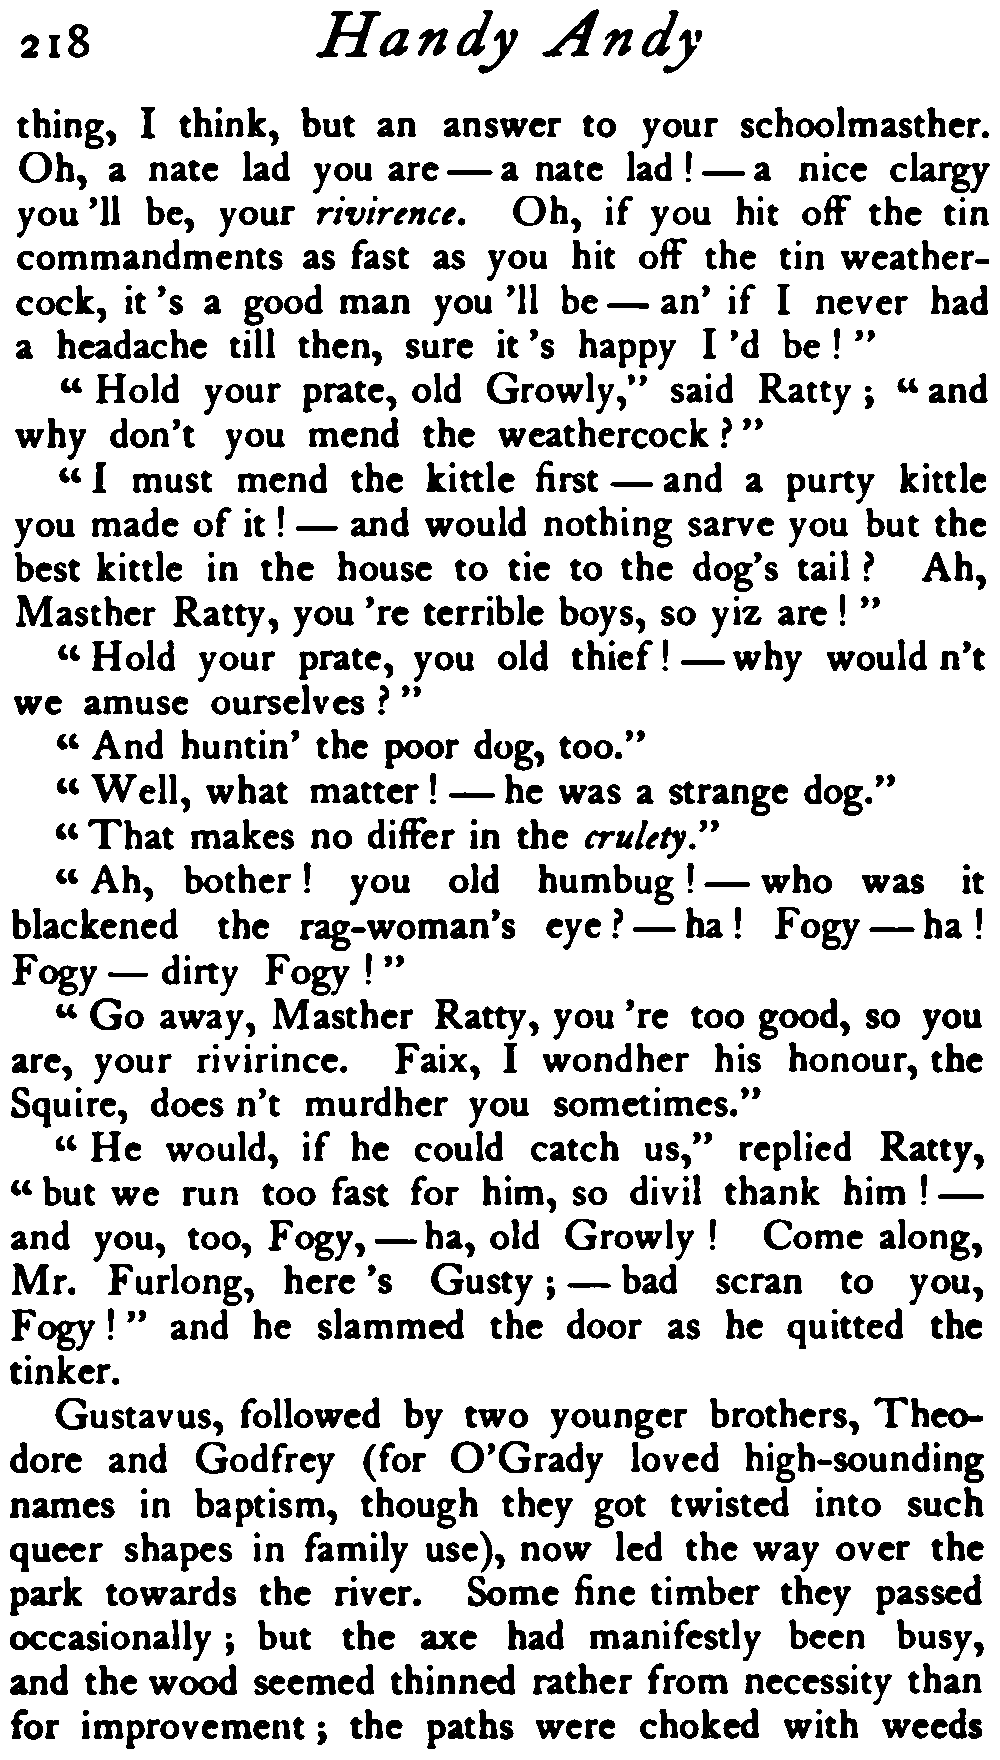 218 Handy Andy
thing, I think, but an answer to your schoolmasther.
Oh, a nate lad you are — a nate lad! — a nice clargy
you'll be, your rivirence. Oh, if you hit off the tin
commandments as fast as you hit off the tin weather-
cock, it's a good man you'll be — an' if I never had
a headache till then, sure it's happy I'd be!"
"Hold your prate, old Growly," said Ratty; "and
why don't you mend the weathercock?"
"I must mend the kittle first — and a purty kittle
you made of it! — and would nothing sarve you but the
best kittle in the house to tie to the dog's tail? Ah,
Masther Ratty, you're terrible boys, so yiz are!"
"Hold your prate, you old thief! — why wouldn't
we amuse ourselves?"
"And huntin' the poor dog, too."
"Well, what matter! — he was a strange dog."
"That makes no differ in the crulety."
"Ah, bother! you old humbug! — who was it
blackened the rag-woman's eye? — ha! Fogy — ha!
Fogy — dirty Fogy!"
"Go away, Masther Ratty, you're too good, so you
are, your rivirince. Faix, I wondher his honour, the
Squire, does n't murdher you sometimes."
"He would, if he could catch us," replied Ratty,
"but we run too fast for him, so divil thank him! —
and you, too, Fogy, — ha, old Growly! Come along,
Mr. Furlong, here's Gusty; — bad scran to you,
Fogy!" and he slammed the door as he quitted the
tinker.
Gustavus, followed by two younger brothers, Theo-
dore and Godfrey (for O'Grady loved high-sounding
names in baptism, though they got twisted into such
queer shapes in family use), now led the way over the
park towards the river. Some fine timber they passed
occasionally; but the axe had manifestly been busy,
and the wood seemed thinned rather from necessity than
for improvement; the paths were choked with weeds